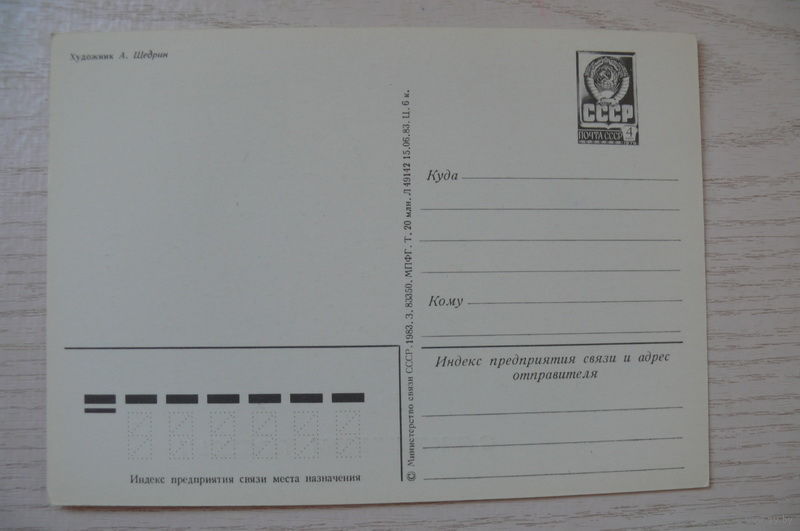 Художник А. Щедрин
СССР
ПОЧТА СССР 4
Куда
Кому
© Министерство связи СССР. 1983. З. 83350. МПФГ. Т. 20 млн. Л 49142 15.06.83. Ц. 6 к.
Индекс предприятия связи и адрес
отправителя
Индекс предприятия связи места назначения